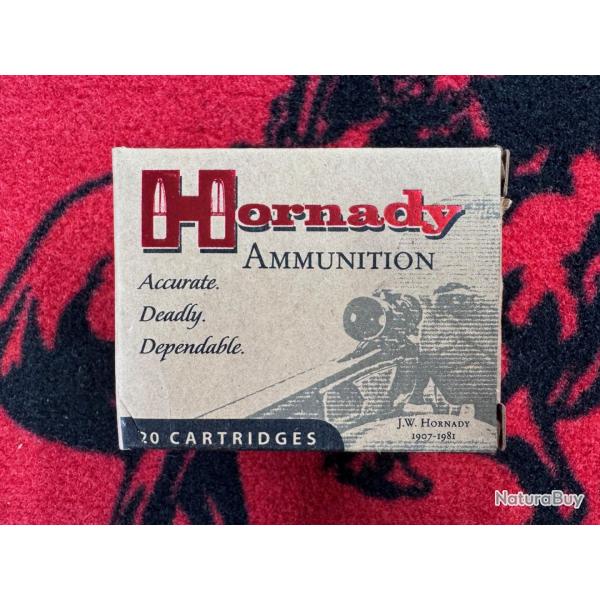 Hornady
AMMUNITION
Accurate.
Deadly.
Dependable.
20 CARTRIDGES
J.W. HORNADY
1907-1981
NaturaBuy